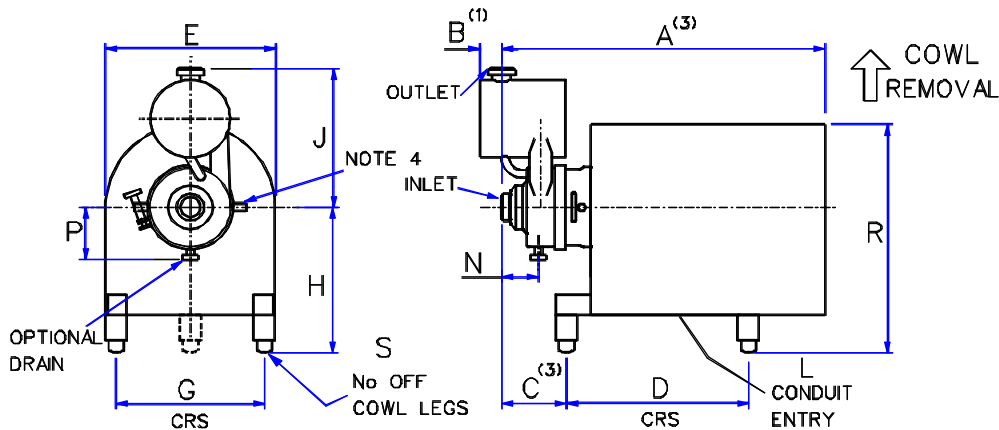 E
J
NOTE 4
P
H
OPTIONAL
DRAIN
G
CRS
S
No OFF
COWL LEGS
B(1)
A(3)
OUTLET
COWL
REMOVAL
INLET
R
N
C(3)
D
CRS
L
CONDUIT
ENTRY